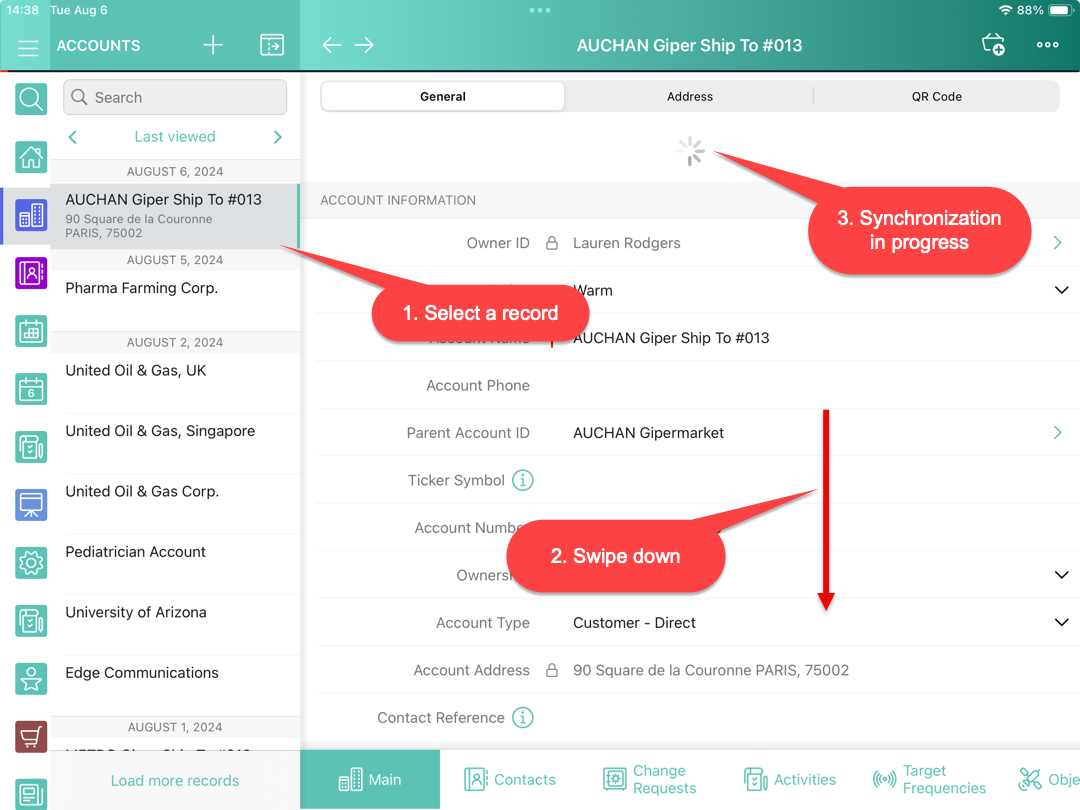 14:38 Tue Aug 6
88%
ACCOUNTS
AUCHAN Giper Ship To #013
Search
Last viewed
AUGUST 6, 2024
AUCHAN Giper Ship To #013
90 Square de la Couronne
PARIS, 75002
AUGUST 5, 2024
Pharma Farming Corp.
AUGUST 2, 2024
United Oil & Gas, UK
United Oil & Gas, Singapore
United Oil & Gas Corp.
Pediatrician Account
University of Arizona
Edge Communications
AUGUST 1, 2024
Load more records
6
General
Address
QR Code
ACCOUNT INFORMATION
Owner ID
Lauren Rodgers
Warm
Account Name
AUCHAN Giper Ship To #013
Account Phone
Parent Account ID
AUCHAN Gipermarket
Ticker Symbol
Account Numbe
Ownersh
Account Type
Customer - Direct
Account Address
90 Square de la Couronne PARIS, 75002
Contact Reference
1. Select a record
2. Swipe down
3. Synchronization
in progress
Main
Contacts
Change
Requests
Activities
Target
Frequencies
Obje